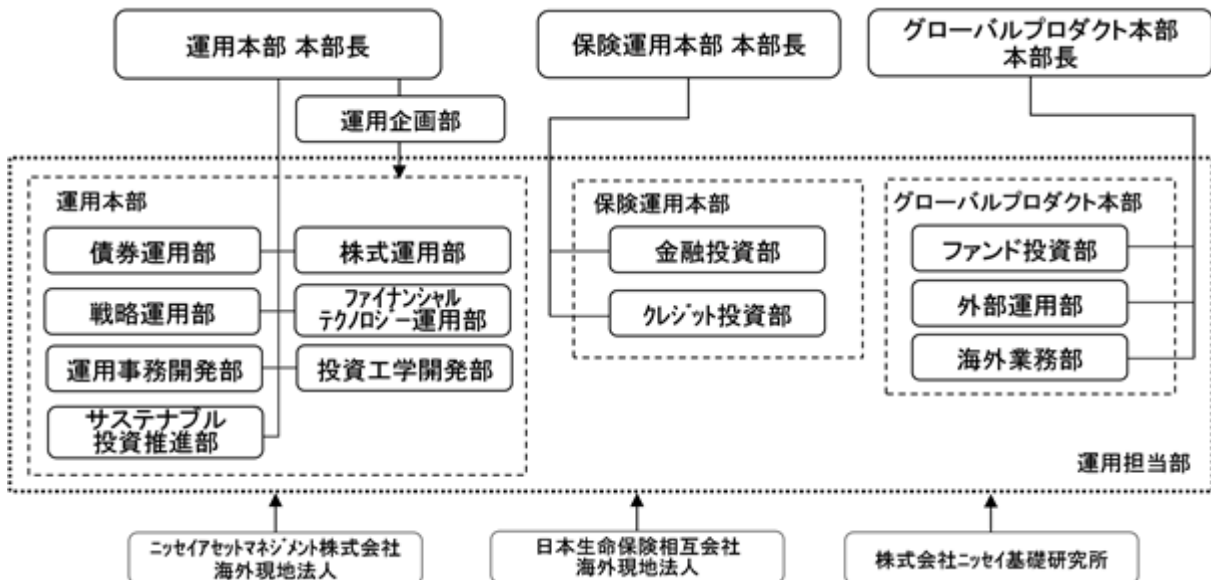 運用本部 本部長
保険運用本部 本部長
グローバルプロダクト本部
本部長
運用企画部
運用本部
債券運用部
株式運用部
戦略運用部
ファイナンシャル
テクノロジー運用部
運用事務開発部
投資工学開発部
サステナブル
投資推進部
保険運用本部
金融投資部
クレジット投資部
グローバルプロダクト本部
ファンド投資部
外部運用部
海外業務部
運用担当部
ニッセイアセットマネジメント株式会社
海外現地法人
日本生命保険相互会社
海外現地法人
株式会社ニッセイ基礎研究所